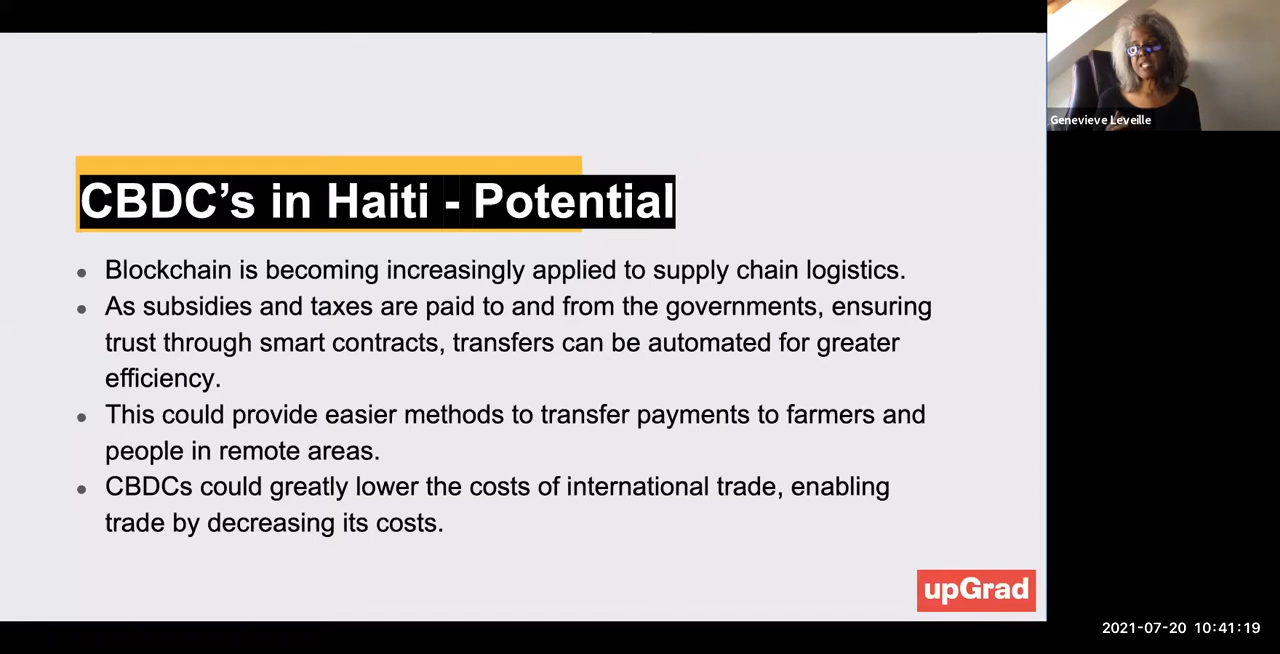 Genevieve Leveille
CBDC’s in Haiti - Potential
Blockchain is becoming increasingly applied to supply chain logistics.
As subsidies and taxes are paid to and from the governments, ensuring
trust through smart contracts, transfers can be automated for greater
efficiency.
This could provide easier methods to transfer payments to farmers and
people in remote areas.
CBDCs could greatly lower the costs of international trade, enabling
trade by decreasing its costs.
upGrad
2021-07-20 10:41:19